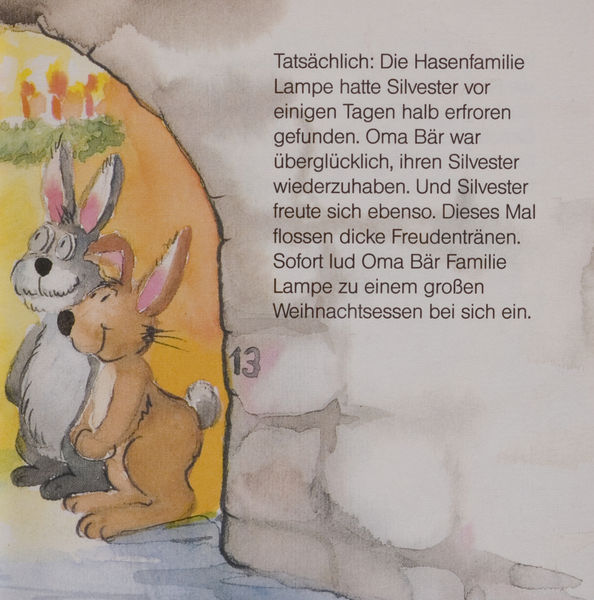 Tatsächlich: Die Hasenfamilie
Lampe hatte Silvester vor
einigen Tagen halb erfroren
gefunden. Oma Bär war
überglücklich, ihren Silvester
wiederzuhaben. Und Silvester
freute sich ebenso. Dieses Mal
flossen dicke Freudentränen.
Sofort lud Oma Bär Familie
Lampe zu einem großen
Weihnachtsessen bei sich ein.
13